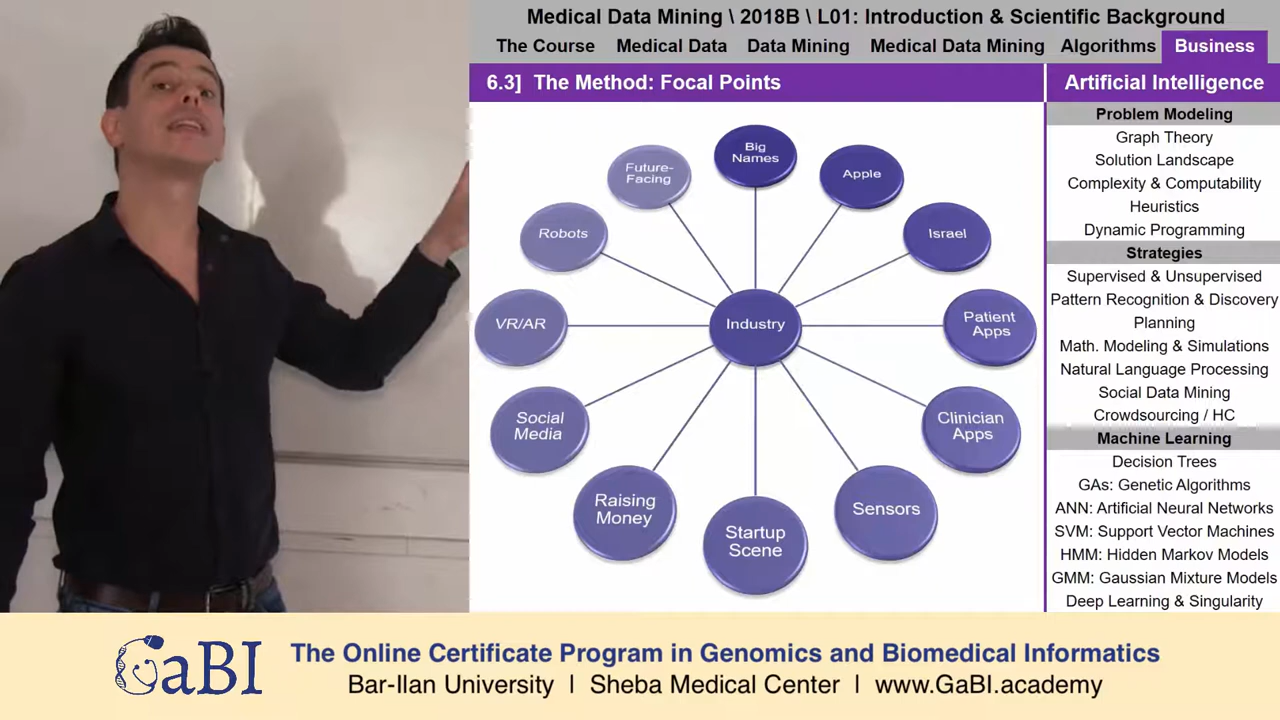 Medical Data Mining \ 2018B \ L01: Introduction & Scientific Background
The Course Medical Data Data Mining Medical Data Mining Algorithms Business
6.3] The Method: Focal Points
Artificial Intelligence
Big
Names
Apple
Israel
Patient
Apps
Clinician
Apps
Sensors
Startup
Scene
Raising
Money
Social
Media
VR/AR
Robots
Future-
Facing
Industry
Problem Modeling
Graph Theory
Solution Landscape
Complexity & Computability
Heuristics
Dynamic Programming
Strategies
Supervised & Unsupervised
Pattern Recognition & Discovery
Planning
Math. Modeling & Simulations
Natural Language Processing
Social Data Mining
Crowdsourcing / HC
Machine Learning
Decision Trees
GAs: Genetic Algorithms
ANN: Artificial Neural Networks
SVM: Support Vector Machines
HMM: Hidden Markov Models
GMM: Gaussian Mixture Models
Deep Learning & Singularity
GaBI
The Online Certificate Program in Genomics and Biomedical Informatics
Bar-Ilan University | Sheba Medical Center | www.GaBI.academy